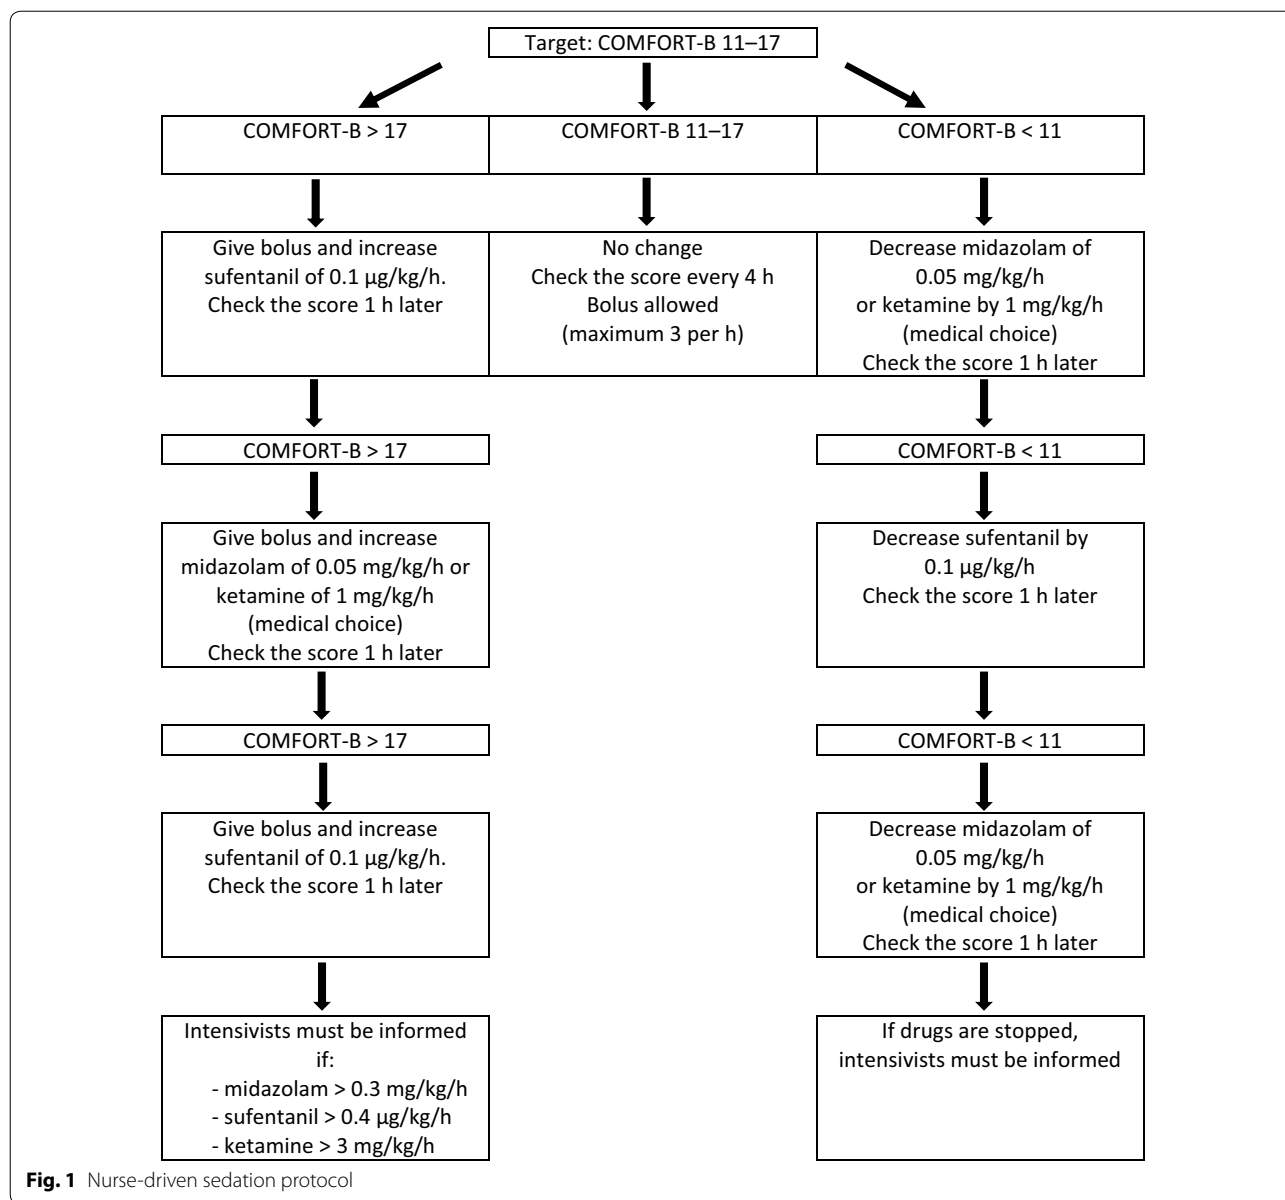 Target: COMFORT-B 11–17
COMFORT-B > 17
COMFORT-B 11–17
COMFORT-B < 11
Give bolus and increase
sufentanil of 0.1 µg/kg/h.
Check the score 1 h later
No change
Check the score every 4 h
Bolus allowed
(maximum 3 per h)
Decrease midazolam of
0.05 mg/kg/h
or ketamine by 1 mg/kg/h
(medical choice)
Check the score 1 h later
COMFORT-B > 17
COMFORT-B < 11
Give bolus and increase
midazolam of 0.05 mg/kg/h or
ketamine of 1 mg/kg/h
(medical choice)
Check the score 1 h later
Decrease sufentanil by
0.1 µg/kg/h
Check the score 1 h later
COMFORT-B > 17
COMFORT-B < 11
Give bolus and increase
sufentanil of 0.1 µg/kg/h.
Check the score 1 h later
Decrease midazolam of
0.05 mg/kg/h
or ketamine by 1 mg/kg/h
(medical choice)
Check the score 1 h later
Intensivists must be informed
if:
- midazolam > 0.3 mg/kg/h
- sufentanil > 0.4 µg/kg/h
- ketamine > 3 mg/kg/h
If drugs are stopped,
intensivists must be informed
Fig. 1 Nurse-driven sedation protocol